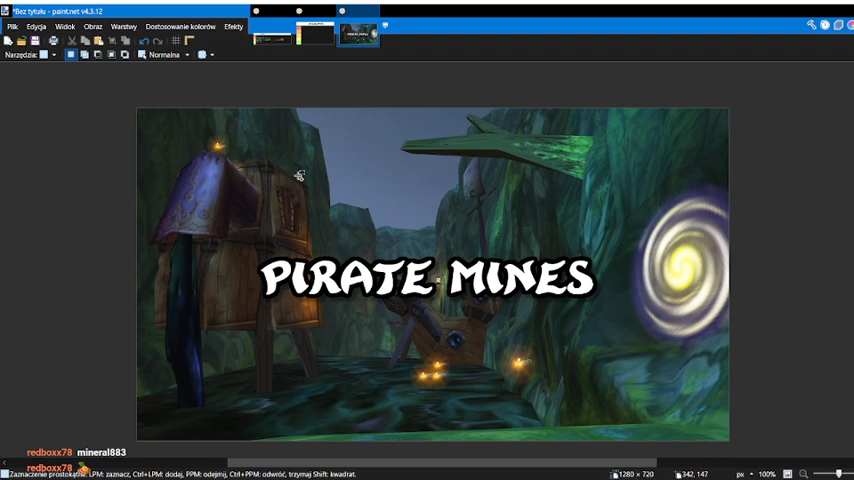 *Bez tytułu - paint.net v4.3.12
Plik Edycja Widok Obraz Warstwy Dostosowanie kolorów Efekty
Narzędzia:
Normalna
PIRATE MINES
redboxx78 mineral883
redboxx78
Zaznaczenie prostokątne: LPM: zaznacz, Ctrl+LPM: dodaj, PPM: odejmij, Ctrl+PPM: odwróć, trzymaj Shift: kwadrat.
1280 × 720 342, 147 px 100%